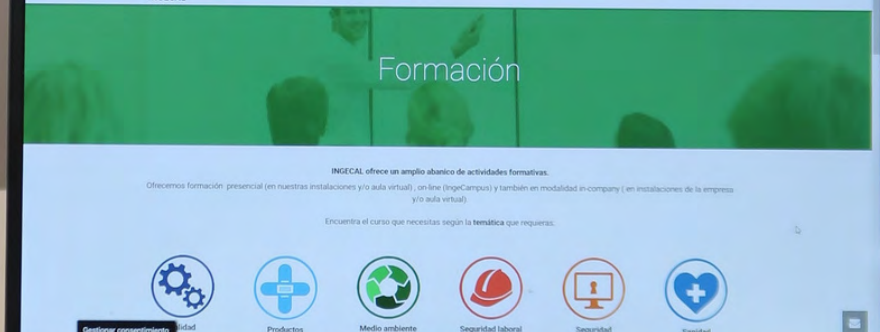 Formación
INGECAL ofrece un amplio abanico de actividades formativas.
Ofrecemos formación presencial (en nuestras instalaciones y/o aula virtual) , on-line (IngeCampus) y también en modalidad in-company ( en instalaciones de la empresa
y/o aula virtual)
Encuentra el curso que necesitas según la temática que requieras:
lidad Productos Medio ambiente Seguridad laboral Seguridad Sanidad
Gestionar consentimiento